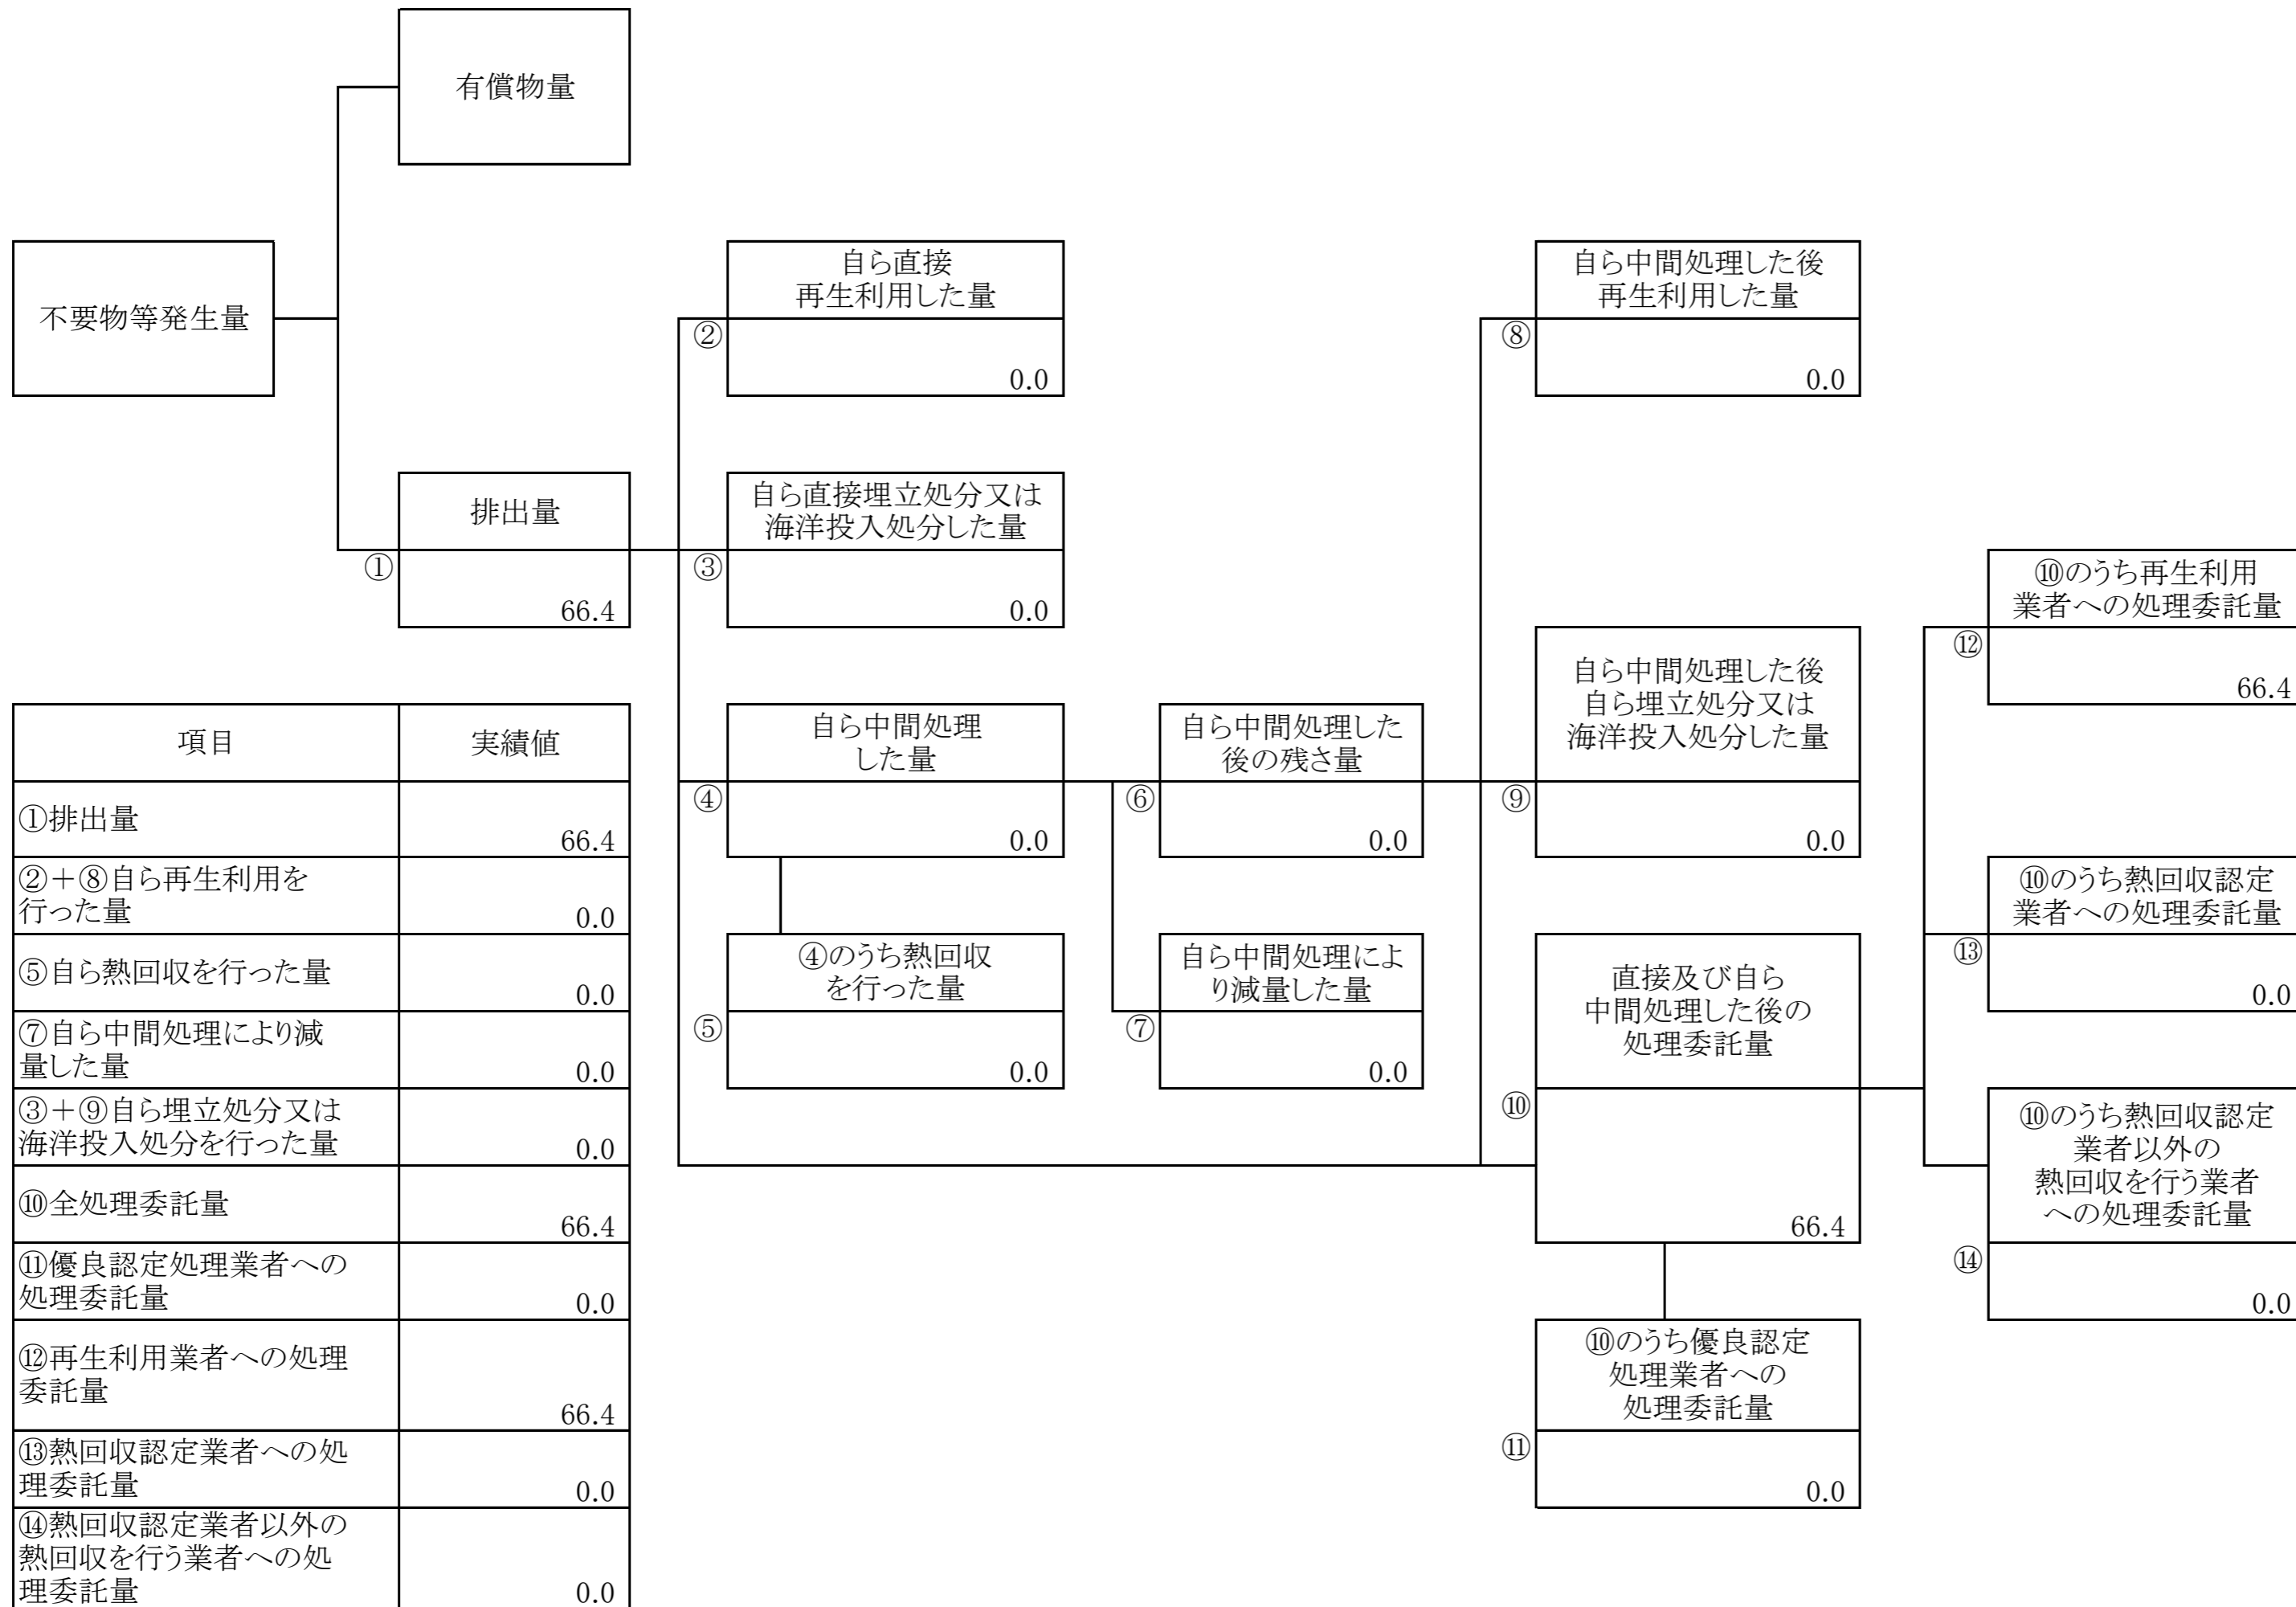 有償物量
不要物等発生量
自ら直接
再生利用した量
②
0.0
自ら中間処理した後
再生利用した量
⑧
0.0
排出量
①
66.4
自ら直接埋立処分又は
海洋投入処分した量
③
0.0
⑩のうち再生利用
業者への処理委託量
⑫
66.4
自ら中間処理
した量
④
0.0
自ら中間処理した
後の残さ量
⑥
0.0
自ら中間処理した後
自ら埋立処分又は
海洋投入処分した量
⑨
0.0
⑩のうち熱回収認定
業者への処理委託量
⑬
0.0
④のうち熱回収
を行った量
⑤
0.0
自ら中間処理によ
り減量した量
⑦
0.0
直接及び自ら
中間処理した後の
処理委託量
⑩
66.4
⑩のうち熱回収認定
業者以外の
熱回収を行う業者
への処理委託量
⑭
0.0
⑩のうち優良認定
処理業者への
処理委託量
⑪
0.0
項目 実績値
①排出量
66.4
②＋⑧自ら再生利用を
行った量
0.0
⑤自ら熱回収を行った量
0.0
⑦自ら中間処理により減
量した量
0.0
③＋⑨自ら埋立処分又は
海洋投入処分を行った量
0.0
⑩全処理委託量
66.4
⑪優良認定処理業者への
処理委託量
0.0
⑫再生利用業者への処理
委託量
66.4
⑬熱回収認定業者への処
理委託量
0.0
⑭熱回収認定業者以外の
熱回収を行う業者への処
理委託量
0.0